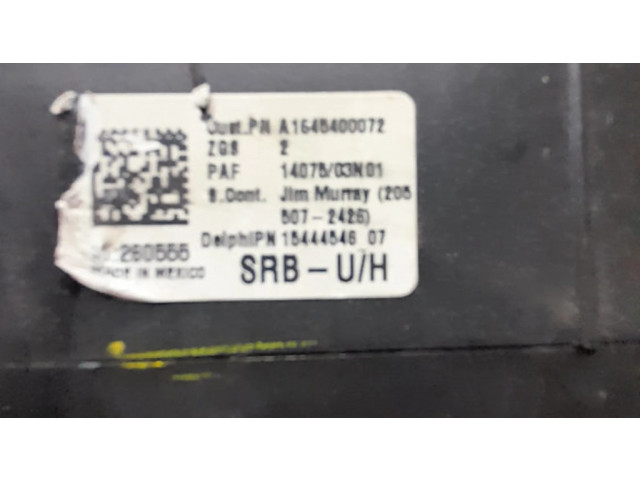 Cust.PN A1645400072
ZGS 2
PAF 14075/03N01
S.Cont. Jim Murray (205
507-2426)
DelphiPN 15444546 07
260555
MADE IN MEXICO
SRB-U/H